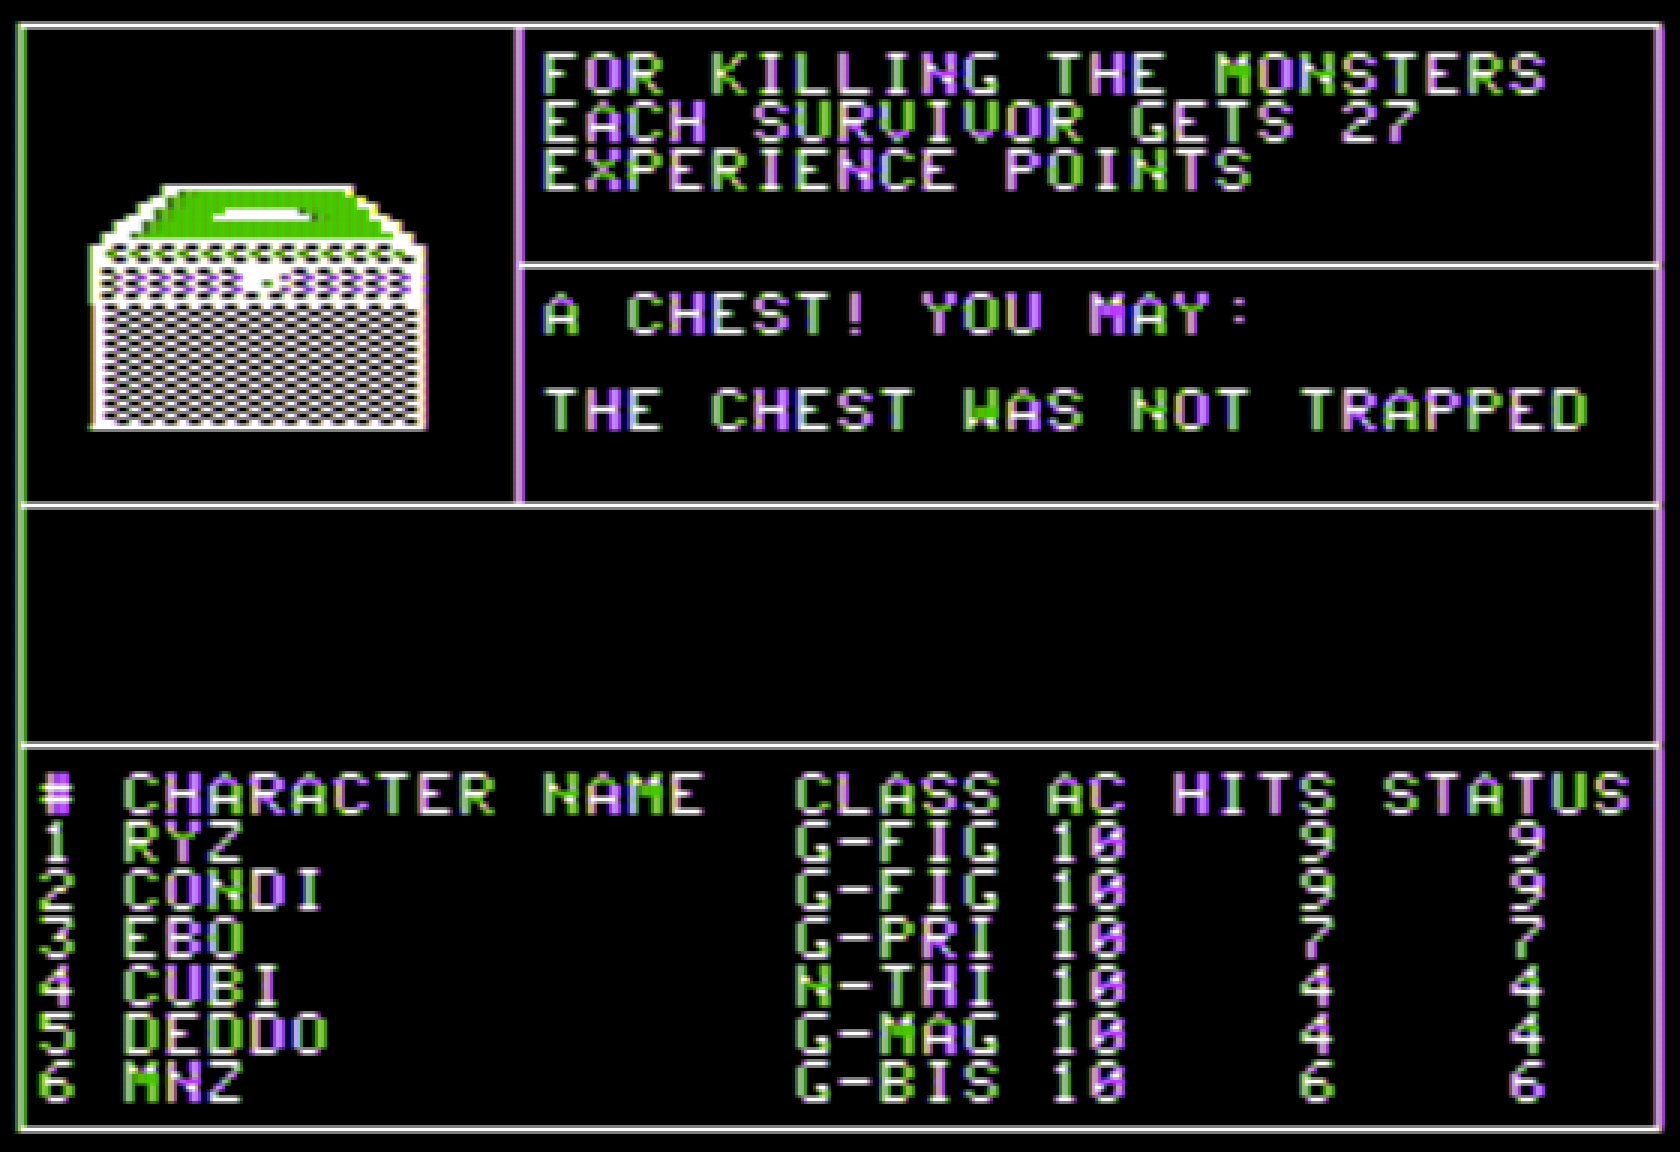 FOR KILLING THE MONSTERS
EACH SURVIVOR GETS 27
EXPERIENCE POINTS
A CHEST! YOU MAY:
THE CHEST WAS NOT TRAPPED
# CHARACTER NAME CLASS AC HITS STATUS
1 RYZ G-FIG 10 9 9
2 CONDI G-FIG 10 9 9
3 EBO G-PRI 10 7 7
4 CUBI N-THI 10 4 4
5 DEDDO G-MAG 10 4 4
6 MNZ G-BIS 10 6 6